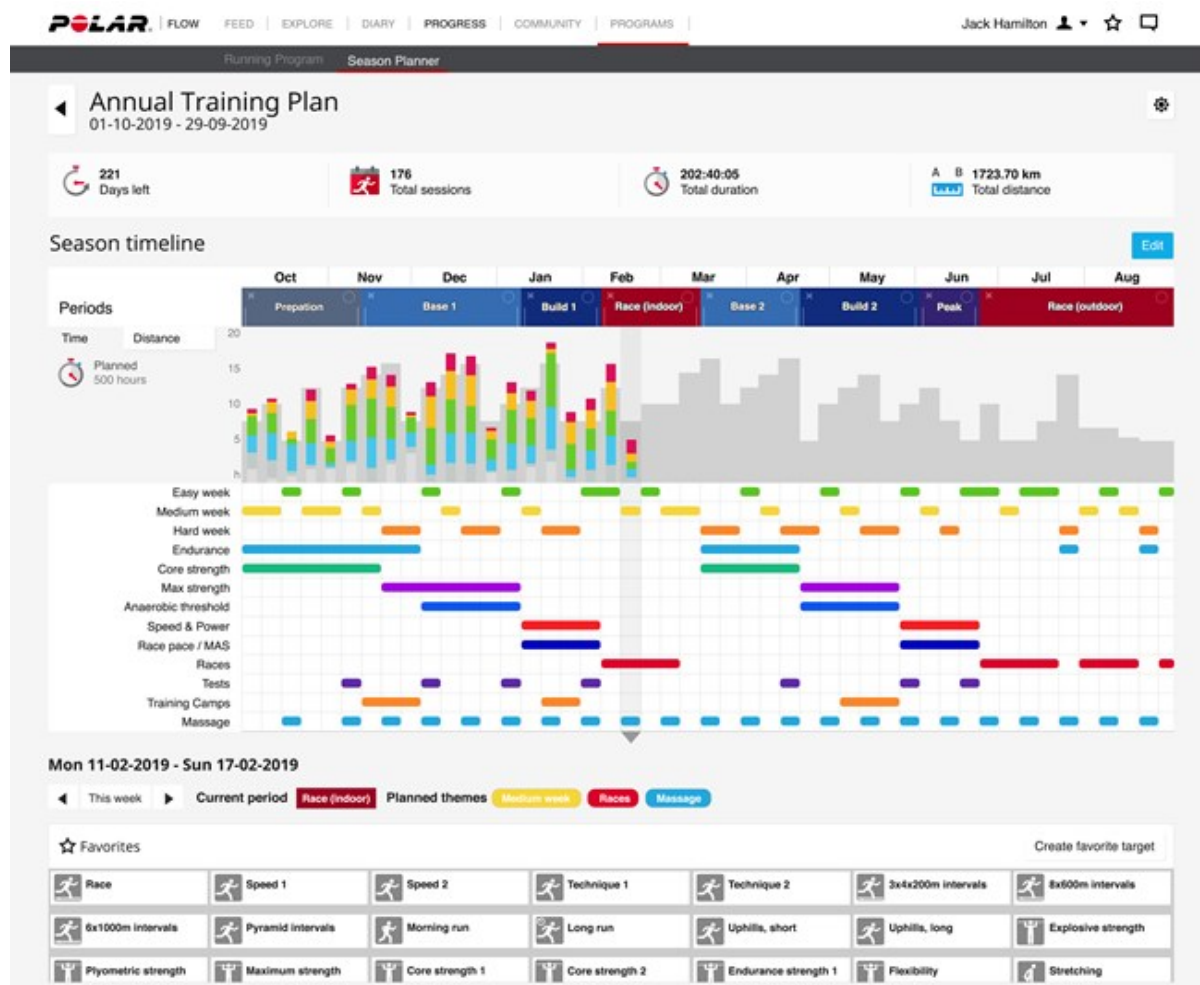 POLAR. FLOW FEED EXPLORE DIARY PROGRESS COMMUNITY PROGRAMS Jack Hamilton
Running Program Season Planner
Annual Training Plan
01-10-2019 - 29-09-2019
221
Days left
176
Total sessions
202:40:05
Total duration
A B 1723.70 km
Total distance
Season timeline Edit
Oct Nov Dec Jan Feb Mar Apr May Jun Jul Aug
Periods Prepation Base 1 Build 1 Race (indoor) Base 2 Build 2 Peak Race (outdoor)
Time Distance
Planned
500 hours
20
15
10
5
h
Easy week
Medium week
Hard week
Endurance
Core strength
Max strength
Anaerobic threshold
Speed & Power
Race pace / MAS
Races
Tests
Training Camps
Massage
Mon 11-02-2019 - Sun 17-02-2019
This week Current period Race (indoor) Planned themes Medium week Races Massage
Favorites Create favorite target
Race Speed 1 Speed 2 Technique 1 Technique 2 3x4x200m intervals 8x600m intervals
6x1000m intervals Pyramid intervals Morning run Long run Uphills, short Uphills, long Explosive strength
Plyometric strength Maximum strength Core strength 1 Core strength 2 Endurance strength 1 Flexibility Stretching